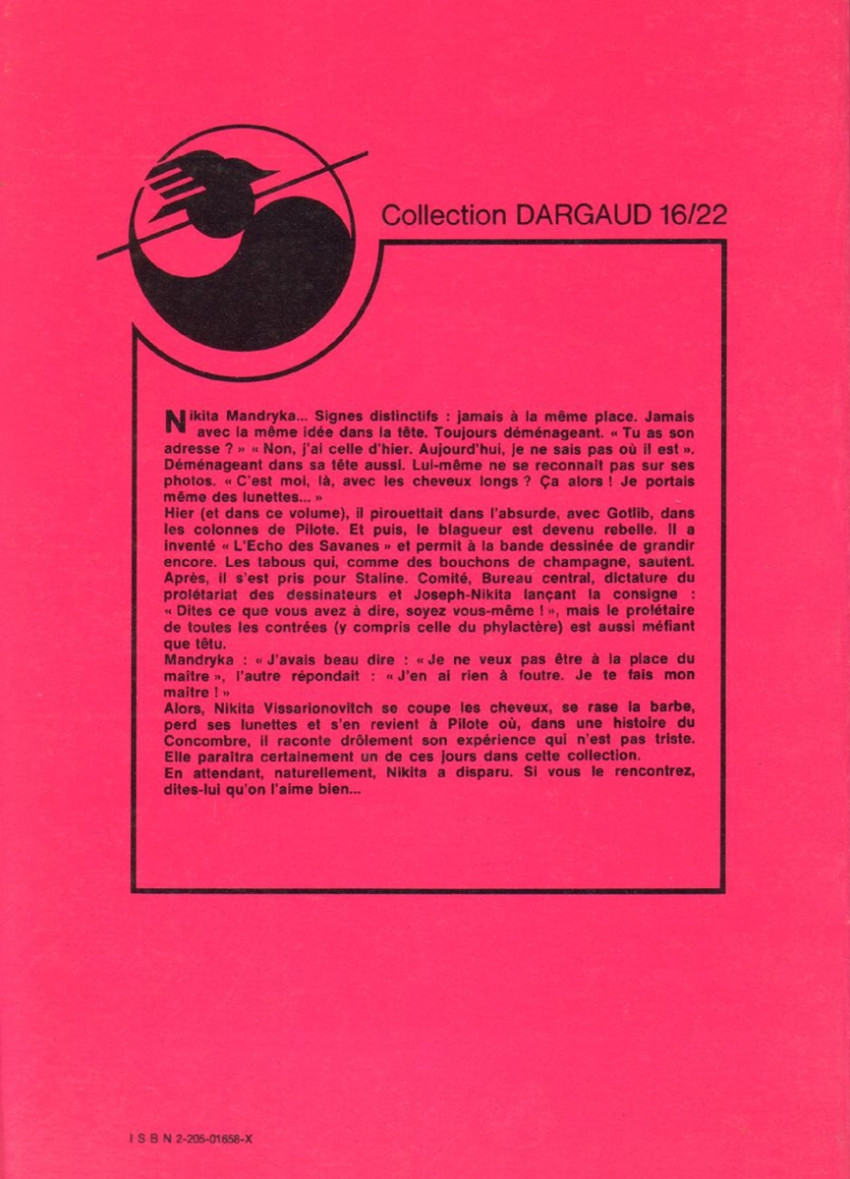 Collection DARGAUD 16/22
Nikita Mandryka... Signes distinctifs : jamais à la même place. Jamais
avec la même idée dans la tête. Toujours déménageant. « Tu as son
adresse ? » « Non, j'ai celle d'hier. Aujourd'hui, je ne sais pas où il est ».
Déménageant dans sa tête aussi. Lui-même ne se reconnaît pas sur ses
photos. « C'est moi, là, avec les cheveux longs ? Ça alors ! Je portais
même des lunettes... »
Hier (et dans ce volume), il pirouettait dans l'absurde, avec Gotlib, dans
les colonnes de Pilote. Et puis, le blagueur est devenu rebelle. Il a
inventé « L'Echo des Savanes » et permit à la bande dessinée de grandir
encore. Les tabous qui, comme des bouchons de champagne, sautent.
Après, il s'est pris pour Staline. Comité, Bureau central, dictature du
prolétariat des dessinateurs et Joseph-Nikita lançant la consigne :
« Dites ce que vous avez à dire, soyez vous-même ! », mais le prolétaire
de toutes les contrées (y compris celle du phylactère) est aussi méfiant
que têtu.
Mandryka : « J'avais beau dire : « Je ne veux pas être à la place du
maître », l'autre répondait : « J'en ai rien à foutre. Je te fais mon
maître ! »
Alors, Nikita Vissarionovitch se coupe les cheveux, se rase la barbe,
perd ses lunettes et s'en revient à Pilote où, dans une histoire du
Concombre, il raconte drôlement son expérience qui n'est pas triste.
Elle paraîtra certainement un de ces jours dans cette collection.
En attendant, naturellement, Nikita a disparu. Si vous le rencontrez,
dites-lui qu'on l'aime bien...
ISBN 2-205-01658-X